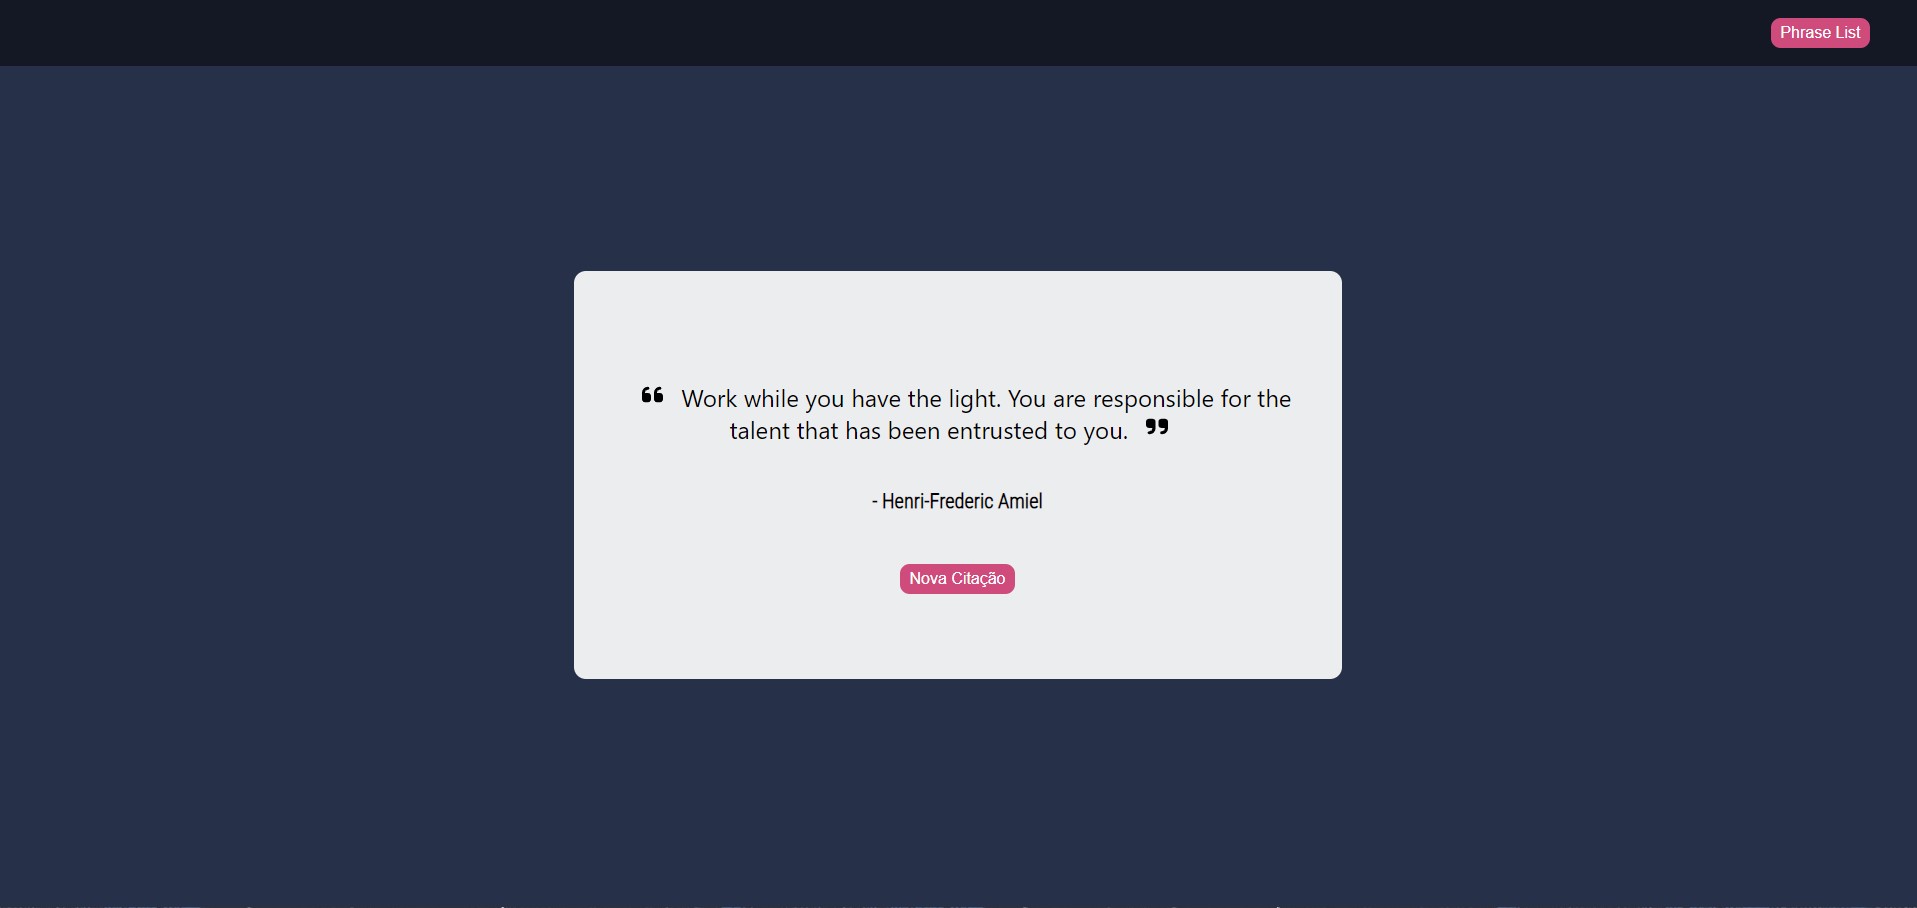 Phrase List
“ Work while you have the light. You are responsible for the
talent that has been entrusted to you. ”
- Henri-Frederic Amiel
Nova Citação